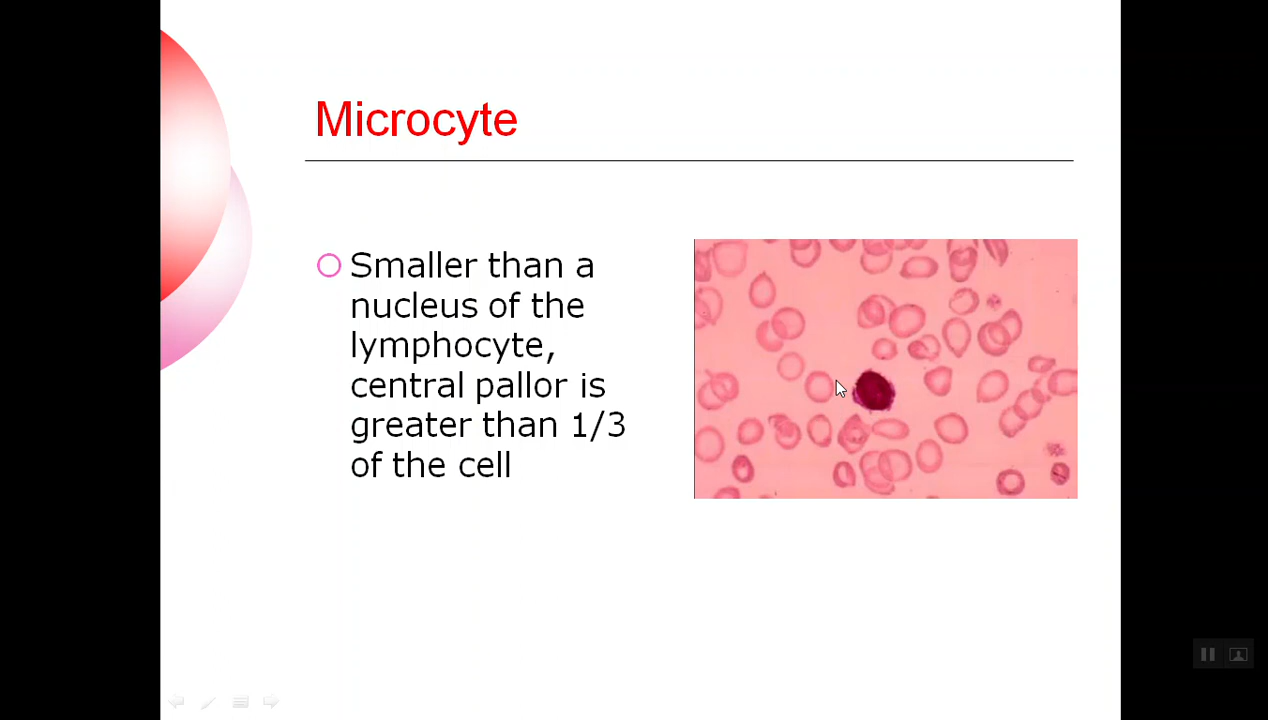 Microcyte
Smaller than a
nucleus of the
lymphocyte,
central pallor is
greater than 1/3
of the cell